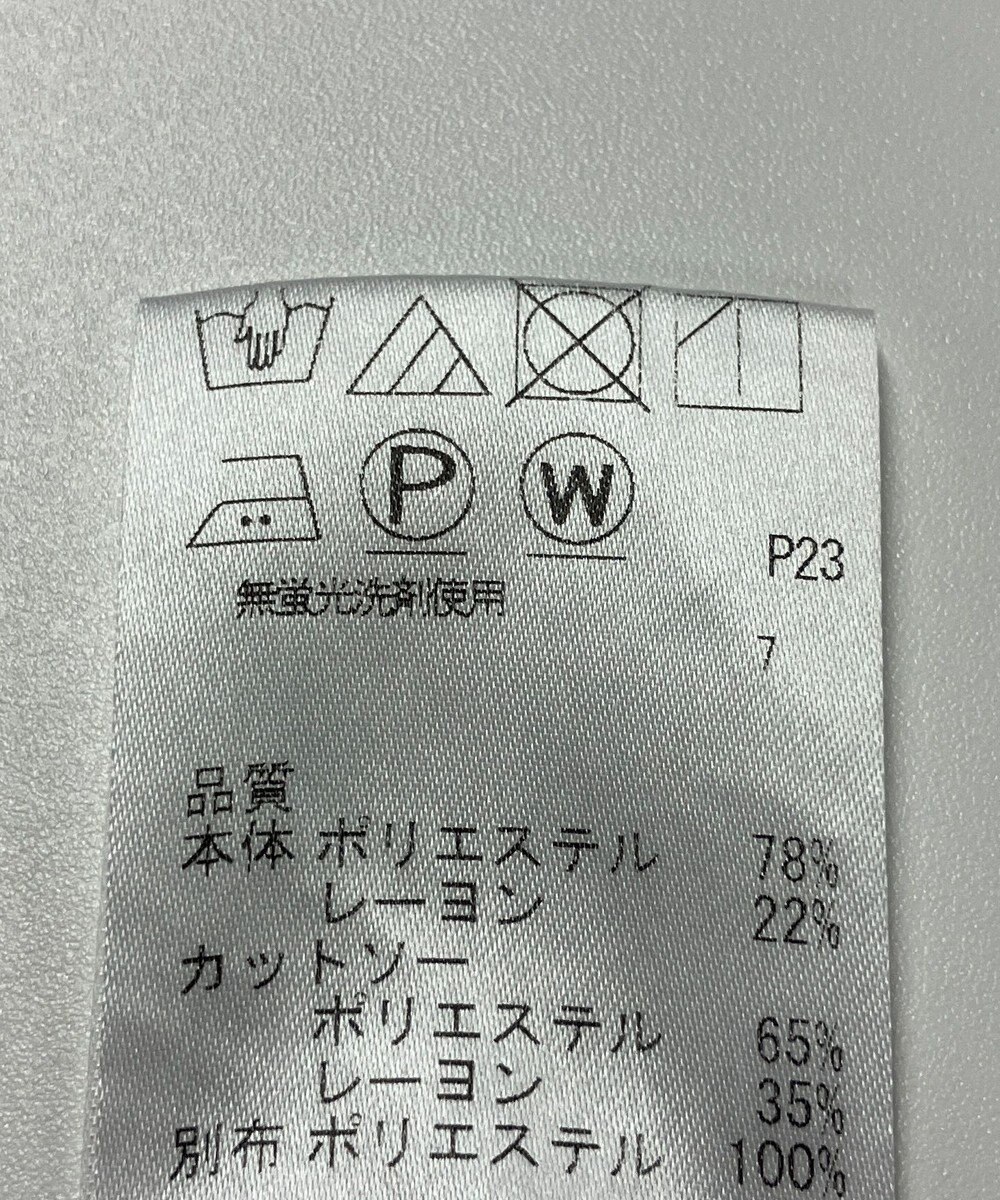 P W
P23
無蛍光洗剤使用
7
品質
本体 ポリエステル 78%
レーヨン 22%
カットソー
ポリエステル 65%
レーヨン 35%
別布 ポリエステル 100%